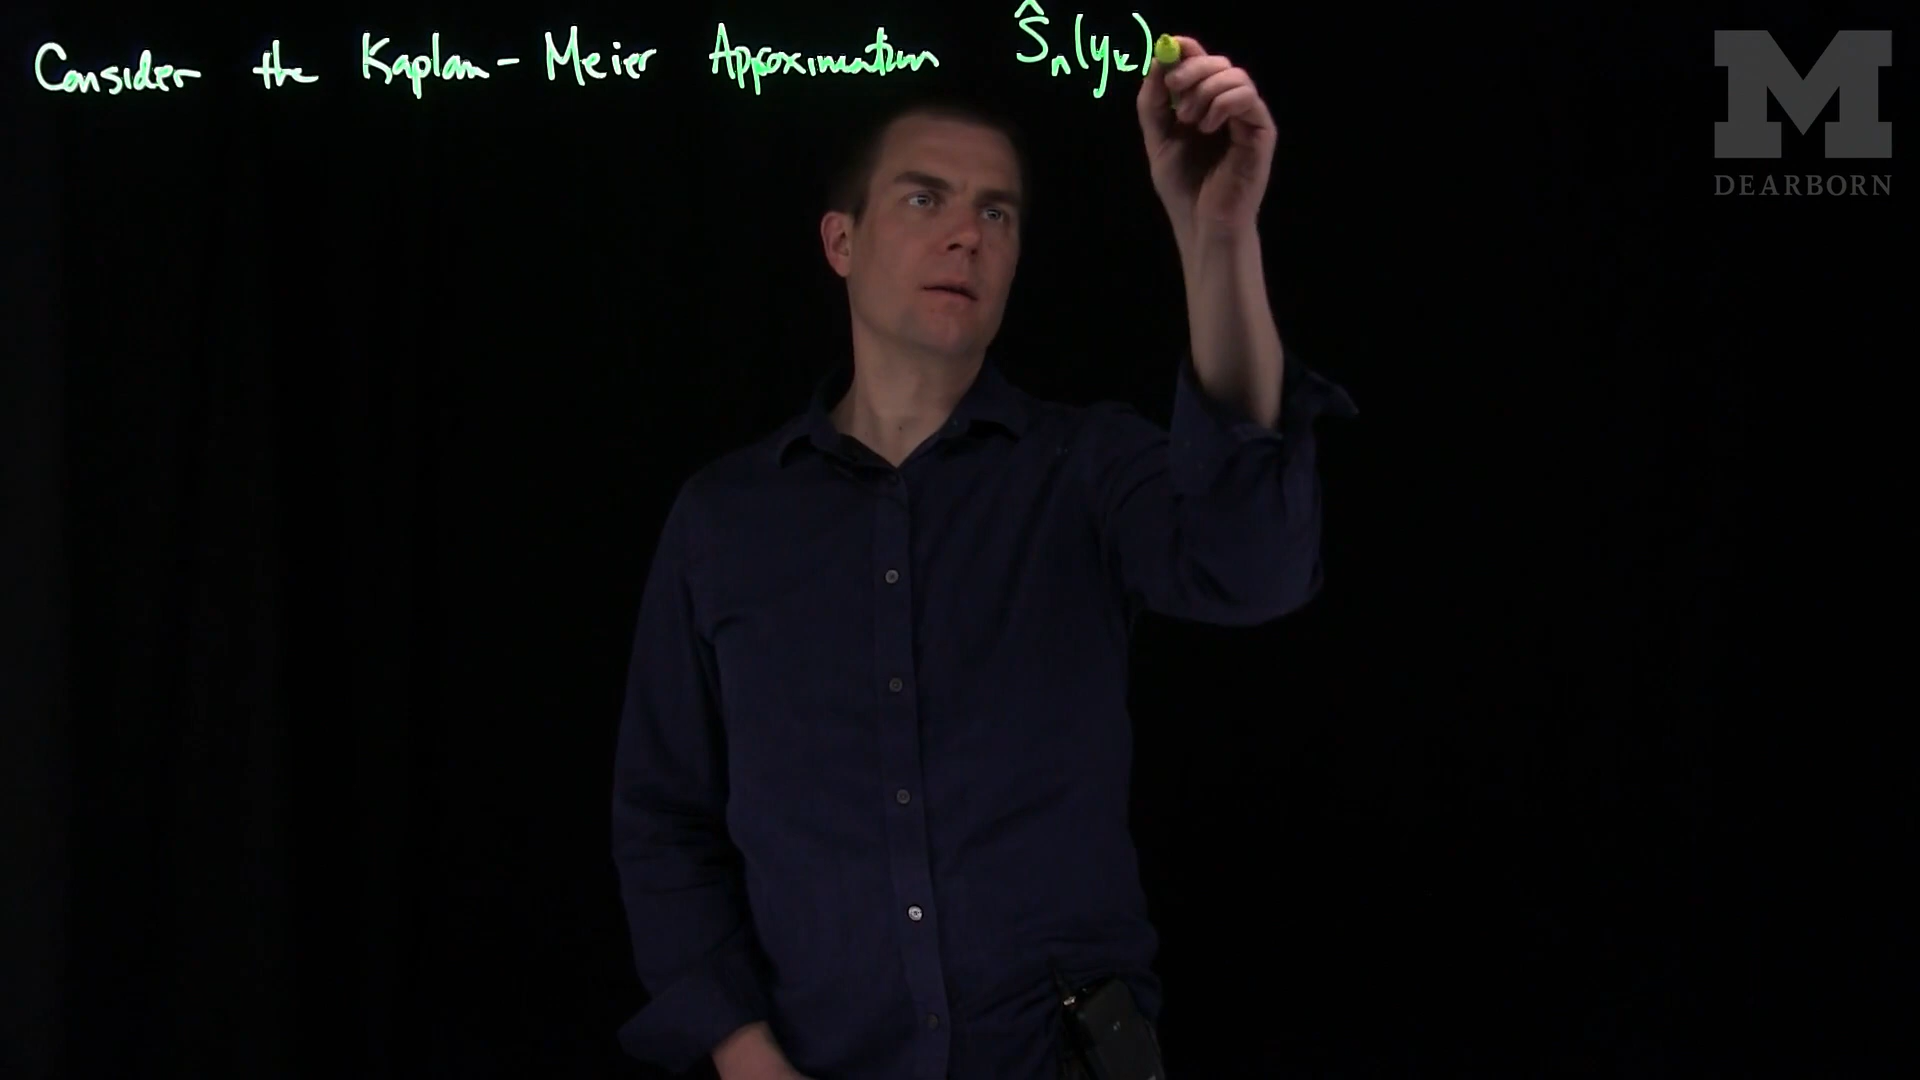 Consider the Kaplan-Meier Approximation Ŝn(yk)
M
DEARBORN